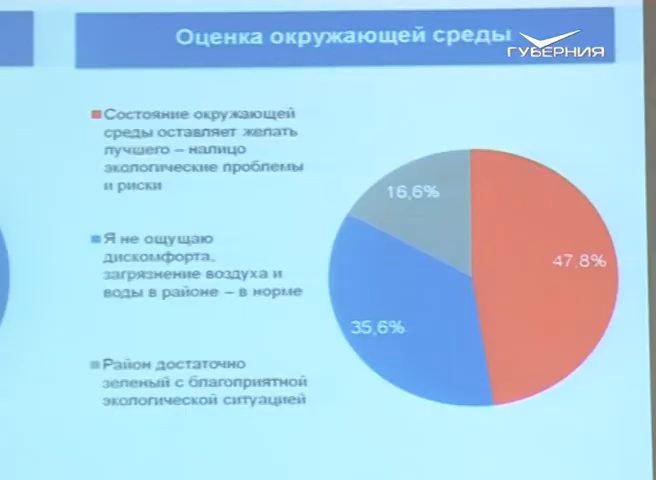 Оценка окружающей среды
ГУБЕРНИЯ
Состояние окружающей
среды оставляет желать
лучшего – налицо
экологические проблемы
и риски
16,6%
47,8%
Я не ощущаю
дискомфорта,
загрязнение воздуха и
воды в районе – в норме
35,6%
Район достаточно
зеленый с благоприятной
экологической ситуацией